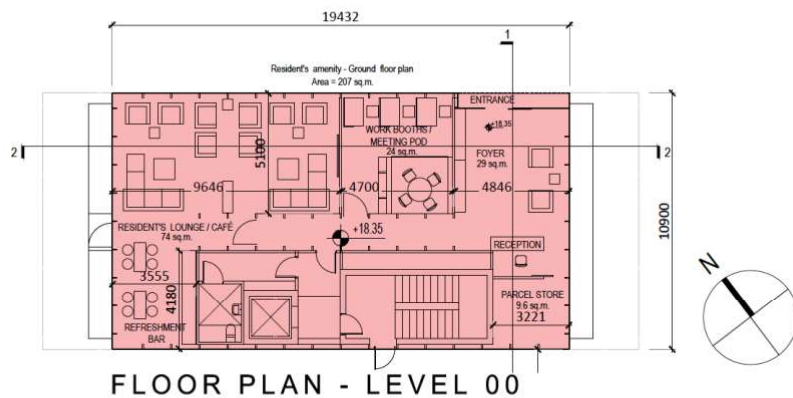 19432
1
Resident's amenity - Ground floor plan
Area = 207 sq.m.
ENTRANCE
+18.35
WORK BOOTHS /
MEETING POD
24 sq.m.
FOYER
29 sq.m.
2
2
5100
9646
4700
4846
10900
RESIDENT'S LOUNGE / CAFÉ
74 sq.m.
+18.35
RECEPTION
3555
4180
PARCEL STORE
9.6 sq.m.
3221
REFRESHMENT
BAR
N
FLOOR PLAN - LEVEL 00